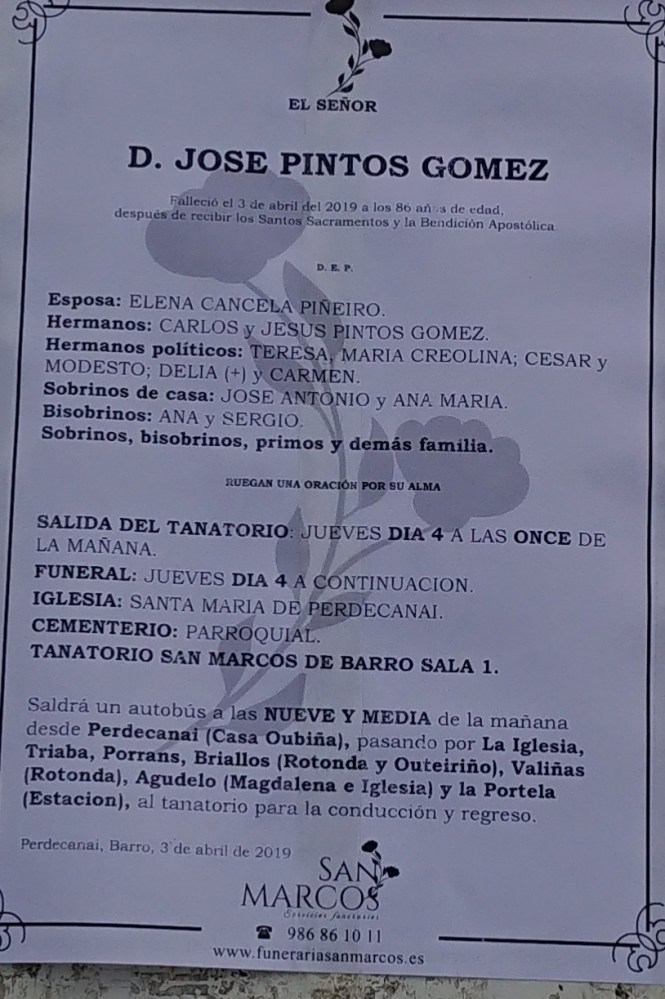 EL SEÑOR
D. JOSE PINTOS GOMEZ
Falleció el 3 de abril del 2019 a los 86 años de edad,
después de recibir los Santos Sacramentos y la Bendición Apostólica.
D. E. P.
Esposa: ELENA CANCELA PIÑEIRO.
Hermanos: CARLOS y JESUS PINTOS GOMEZ.
Hermanos políticos: TERESA, MARIA CREOLINA; CESAR y
MODESTO; DELIA (+) y CARMEN.
Sobrinos de casa: JOSE ANTONIO y ANA MARIA.
Bisobrinos: ANA y SERGIO.
Sobrinos, bisobrinos, primos y demás familia.
RUEGAN UNA ORACIÓN POR SU ALMA
SALIDA DEL TANATORIO: JUEVES DIA 4 A LAS ONCE DE
LA MAÑANA.
FUNERAL: JUEVES DIA 4 A CONTINUACION.
IGLESIA: SANTA MARIA DE PERDECANAI.
CEMENTERIO: PARROQUIAL.
TANATORIO SAN MARCOS DE BARRO SALA 1.
Saldrá un autobús a las NUEVE Y MEDIA de la mañana
desde Perdecanai (Casa Oubiña), pasando por La Iglesia,
Triaba, Porrans, Briallos (Rotonda y Outeiriño), Valiñas
(Rotonda), Agudelo (Magdalena e Iglesia) y la Portela
(Estacion), al tanatorio para la conducción y regreso.
Perdecanai, Barro, 3 de abril de 2019
SAN
MARCOS
Servicios funerarios
☎ 986 86 10 11
www.funerariasanmarcos.es